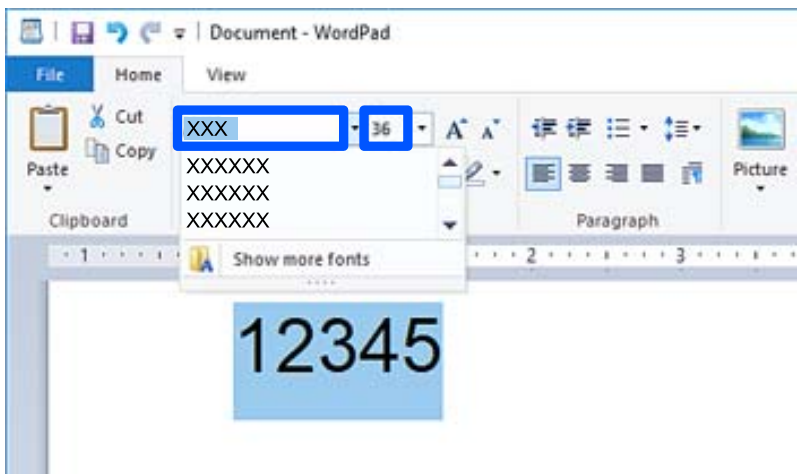 Document - WordPad
File Home View
Cut
XXX 36 A A
Copy
Paste
XXXXXX
XXXXXX
XXXXXX
Picture
Clipboard
Paragraph
1 2 3
Show more fonts
12345